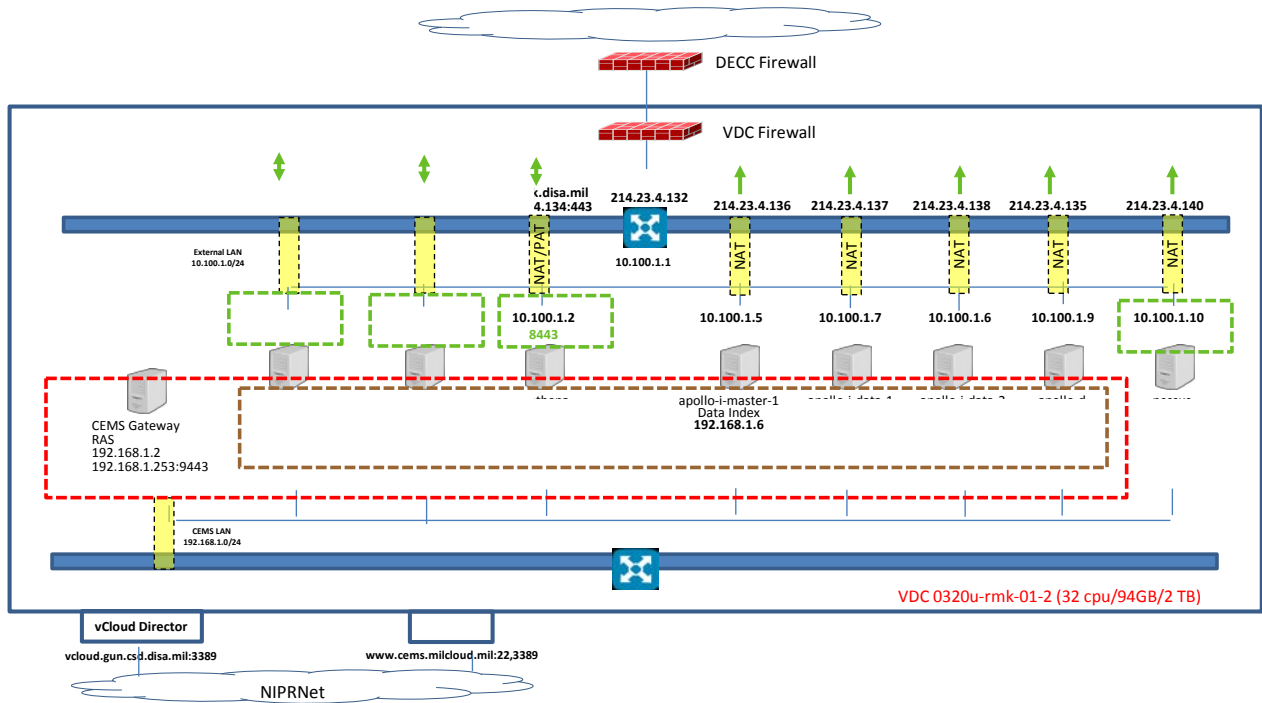 DECC Firewall
VDC Firewall
.disa.mil
4.134:443
214.23.4.132
214.23.4.136
214.23.4.137
214.23.4.138
214.23.4.135
214.23.4.140
External LAN
10.100.1.0/24
NAT/PAT
10.100.1.1
NAT
NAT
NAT
NAT
NAT
10.100.1.2
8443
10.100.1.5
10.100.1.7
10.100.1.6
10.100.1.9
10.100.1.10
CEMS Gateway
RAS
192.168.1.2
192.168.1.253:9443
apollo-i-master-1
Data Index
192.168.1.6
CEMS LAN
192.168.1.0/24
VDC 0320u-rmk-01-2 (32 cpu/94GB/2 TB)
vCloud Director
vcloud.gun.csd.disa.mil:3389
www.cems.milcloud.mil:22,3389
NIPRNet